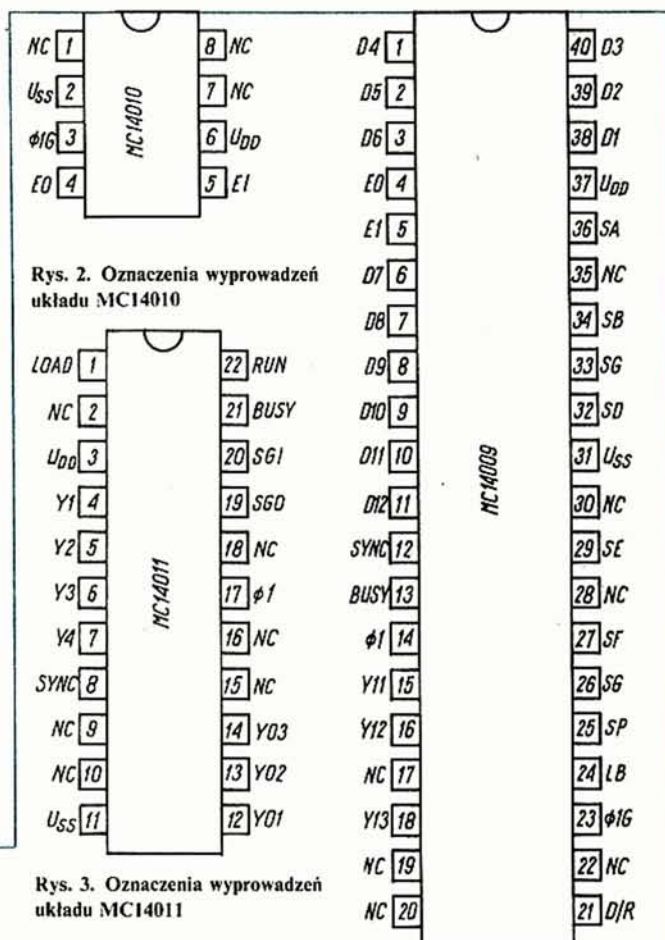 NC 1
8 NC
USS 2
7 NC
ϕ1G 3
6 UDD
E0 4
5 E1
MC14010
Rys. 2. Oznaczenia wyprowadzeń
układu MC14010
LOAD 1
22 RUN
NC 2
21 BUSY
UDD 3
20 SGI
Y1 4
19 SGO
Y2 5
18 NC
Y3 6
17 ϕ1
Y4 7
16 NC
SYNC 8
15 NC
NC 9
14 Y03
NC 10
13 Y02
USS 11
12 Y01
MC14011
Rys. 3. Oznaczenia wyprowadzeń
układu MC14011
D4 1
40 D3
D5 2
39 D2
D6 3
38 D1
E0 4
37 UDD
E1 5
36 SA
D7 6
35 NC
D8 7
34 SB
D9 8
33 SG
D10 9
32 SD
D11 10
31 USS
D12 11
30 NC
SYNC 12
29 SE
BUSY 13
28 NC
ϕ1 14
27 SF
Y11 15
26 SG
Y12 16
25 SP
NC 17
24 LB
Y13 18
23 ϕ1G
NC 19
22 NC
NC 20
21 D/R
MC14009